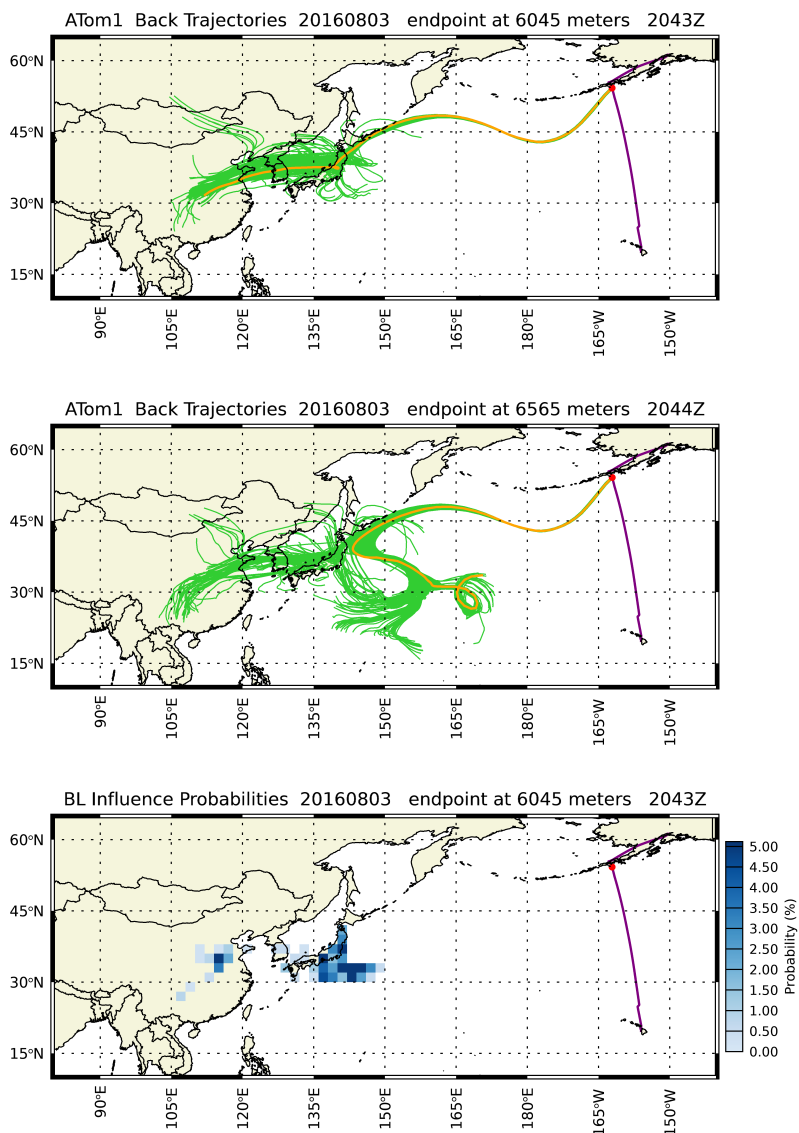 ATom1  Back Trajectories  20160803   endpoint at 6045 meters   2043Z
60°N
45°N
30°N
15°N
90°E 105°E 120°E 135°E 150°E 165°E 180°E 165°W 150°W
ATom1  Back Trajectories  20160803   endpoint at 6565 meters   2044Z
60°N
45°N
30°N
15°N
90°E 105°E 120°E 135°E 150°E 165°E 180°E 165°W 150°W
BL Influence Probabilities  20160803   endpoint at 6045 meters   2043Z
60°N
45°N
30°N
15°N
90°E 105°E 120°E 135°E 150°E 165°E 180°E 165°W 150°W
5.00
4.50
4.00
3.50
3.00
2.50
2.00
1.50
1.00
0.50
0.00
Probability (%)